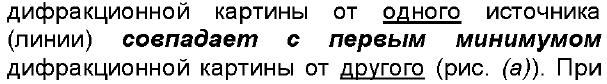 дифракционной картины от одного источника
(линии) совпадает с первым минимумом
дифракционной картины от другого (рис. (а)). При